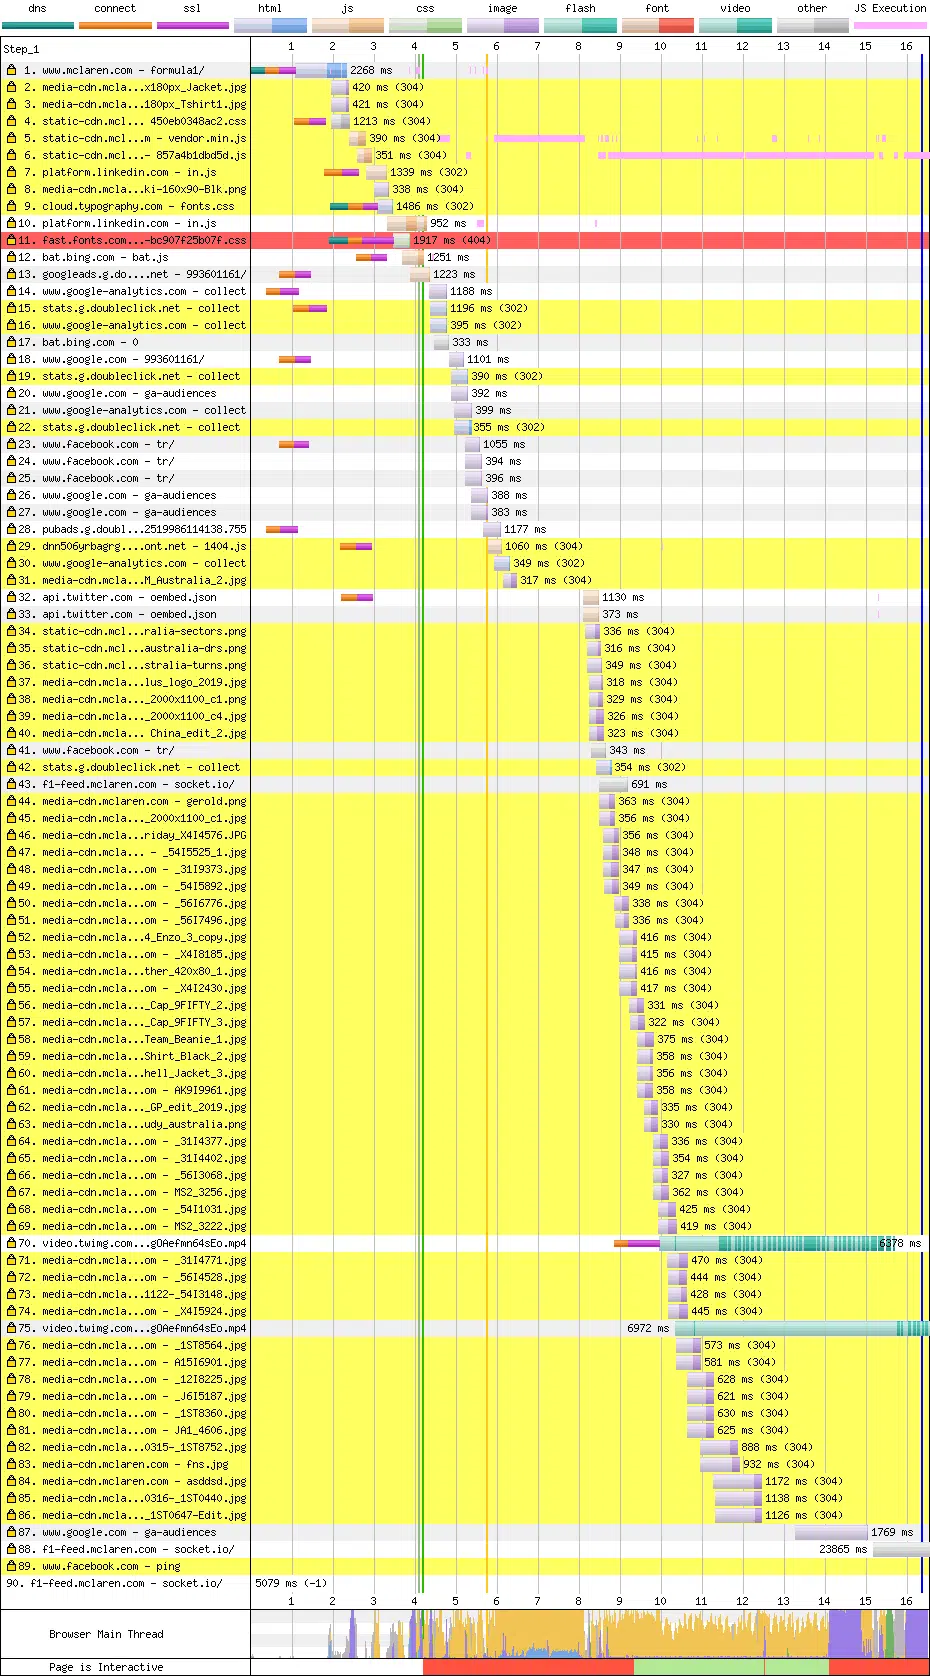 dns connect ssl html js css image flash font video other JS Execution
Step_1 1 2 3 4 5 6 7 8 9 10 11 12 13 14 15 16
1. www.mclaren.com - formula1/ 2268 ms
2. media-cdn.mcla...x180px_Jacket.jpg 420 ms (304)
3. media-cdn.mcla...180px_Tshirt1.jpg 421 ms (304)
4. static-cdn.mcla... 450eb0348ac2.css 1213 ms (304)
5. static-cdn.mcl...m - vendor.min.js 390 ms (304)
6. static-cdn.mcl...- 857a4b1dbd5d.js 351 ms (304)
7. platform.linkedin.com - in.js 1339 ms (302)
8. media-cdn.mcla...ki-160x90-Blk.png 338 ms (304)
9. cloud.typography.com - fonts.css 1486 ms (302)
10. platform.linkedin.com - in.js 952 ms
11. fast.fonts.com...-bc907f25b07f.css 1917 ms (404)
12. bat.bing.com - bat.js 1251 ms
13. googleads.g.do....net - 993601161/ 1223 ms
14. www.google-analytics.com - collect 1188 ms
15. stats.g.doubleclick.net - collect 1196 ms (302)
16. www.google-analytics.com - collect 395 ms (302)
17. bat.bing.com - 0 333 ms
18. www.google.com - 993601161/ 1101 ms
19. stats.g.doubleclick.net - collect 390 ms (302)
20. www.google.com - ga-audiences 392 ms
21. www.google-analytics.com - collect 399 ms
22. stats.g.doubleclick.net - collect 355 ms (302)
23. www.facebook.com - tr/ 1055 ms
24. www.facebook.com - tr/ 394 ms
25. www.facebook.com - tr/ 396 ms
26. www.google.com - ga-audiences 388 ms
27. www.google.com - ga-audiences 383 ms
28. pubads.g.doubl...2519986114138.755 1177 ms
29. dnn506yrbagrg....ont.net - 1404.js 1060 ms (304)
30. www.google-analytics.com - collect 349 ms (302)
31. media-cdn.mcla...M_Australia_2.jpg 317 ms (304)
32. api.twitter.com - oembed.json 1130 ms
33. api.twitter.com - oembed.json 373 ms
34. static-cdn.mcl...ralia-sectors.png 336 ms (304)
35. static-cdn.mcl...australia-drs.png 316 ms (304)
36. static-cdn.mcl...stralia-turns.png 349 ms (304)
37. media-cdn.mcla...lus_logo_2019.jpg 318 ms (304)
38. media-cdn.mcla..._2000x1100_c1.png 329 ms (304)
39. media-cdn.mcla..._2000x1100_c4.jpg 326 ms (304)
40. media-cdn.mcla... China_edit_2.jpg 323 ms (304)
41. www.facebook.com - tr/ 343 ms
42. stats.g.doubleclick.net - collect 354 ms (302)
43. f1-feed.mclaren.com - socket.io/ 691 ms
44. media-cdn.mclaren.com - gerold.png 363 ms (304)
45. media-cdn.mcla..._2000x1100_c1.jpg 356 ms (304)
46. media-cdn.mcla...riday_X4I4576.JPG 356 ms (304)
47. media-cdn.mcla... - _54I5525_1.jpg 348 ms (304)
48. media-cdn.mcla...om - _31I9373.jpg 347 ms (304)
49. media-cdn.mcla...om - _54I5892.jpg 349 ms (304)
50. media-cdn.mcla...om - _56I6776.jpg 338 ms (304)
51. media-cdn.mcla...om - _56I7496.jpg 336 ms (304)
52. media-cdn.mcla...4_Enzo_3_copy.jpg 416 ms (304)
53. media-cdn.mcla...om - _X4I8185.jpg 415 ms (304)
54. media-cdn.mcla...ther_420x80_1.jpg 416 ms (304)
55. media-cdn.mcla...om - _X4I2430.jpg 417 ms (304)
56. media-cdn.mcla..._Cap_9FIFTY_2.jpg 331 ms (304)
57. media-cdn.mcla..._Cap_9FIFTY_3.jpg 322 ms (304)
58. media-cdn.mcla...Team_Beanie_1.jpg 375 ms (304)
59. media-cdn.mcla...Shirt_Black_2.jpg 358 ms (304)
60. media-cdn.mcla...hell_Jacket_3.jpg 356 ms (304)
61. media-cdn.mcla...om - AK9I9961.jpg 358 ms (304)
62. media-cdn.mcla..._GP_edit_2019.jpg 335 ms (304)
63. media-cdn.mcla...udy_australia.png 330 ms (304)
64. media-cdn.mcla...om - _31I4377.jpg 336 ms (304)
65. media-cdn.mcla...om - _31I4402.jpg 354 ms (304)
66. media-cdn.mcla...om - _56I3068.jpg 327 ms (304)
67. media-cdn.mcla...om - MS2_3256.jpg 362 ms (304)
68. media-cdn.mcla...om - _54I1031.jpg 425 ms (304)
69. media-cdn.mcla...om - MS2_3222.jpg 419 ms (304)
70. video.twimg.com...gOAefmn64sEo.mp4 6378 ms
71. media-cdn.mcla...om - _31I4771.jpg 470 ms (304)
72. media-cdn.mcla...om - _56I4528.jpg 444 ms (304)
73. media-cdn.mcla...1122-_54I3148.jpg 428 ms (304)
74. media-cdn.mcla...om - _X4I5924.jpg 445 ms (304)
75. video.twimg.com...gOAefmn64sEo.mp4 6972 ms
76. media-cdn.mcla...om - _1ST8564.jpg 573 ms (304)
77. media-cdn.mcla...om - A15I6901.jpg 581 ms (304)
78. media-cdn.mcla...om - _12I8225.jpg 628 ms (304)
79. media-cdn.mcla...om - _J6I5187.jpg 621 ms (304)
80. media-cdn.mcla...om - _1ST8360.jpg 630 ms (304)
81. media-cdn.mcla...om - JA1_4606.jpg 625 ms (304)
82. media-cdn.mcla...0315-_1ST8752.jpg 888 ms (304)
83. media-cdn.mclaren.com - fns.jpg 932 ms (304)
84. media-cdn.mclaren.com - asddsd.jpg 1172 ms (304)
85. media-cdn.mcla...0316-_1ST0440.jpg 1138 ms (304)
86. media-cdn.mcla..._1ST0647-Edit.jpg 1126 ms (304)
87. www.google.com - ga-audiences 1769 ms
88. f1-feed.mclaren.com - socket.io/ 23865 ms
89. www.facebook.com - ping
90. f1-feed.mclaren.com - socket.io/ 5079 ms (-1)
1 2 3 4 5 6 7 8 9 10 11 12 13 14 15 16
Browser Main Thread
Page is Interactive